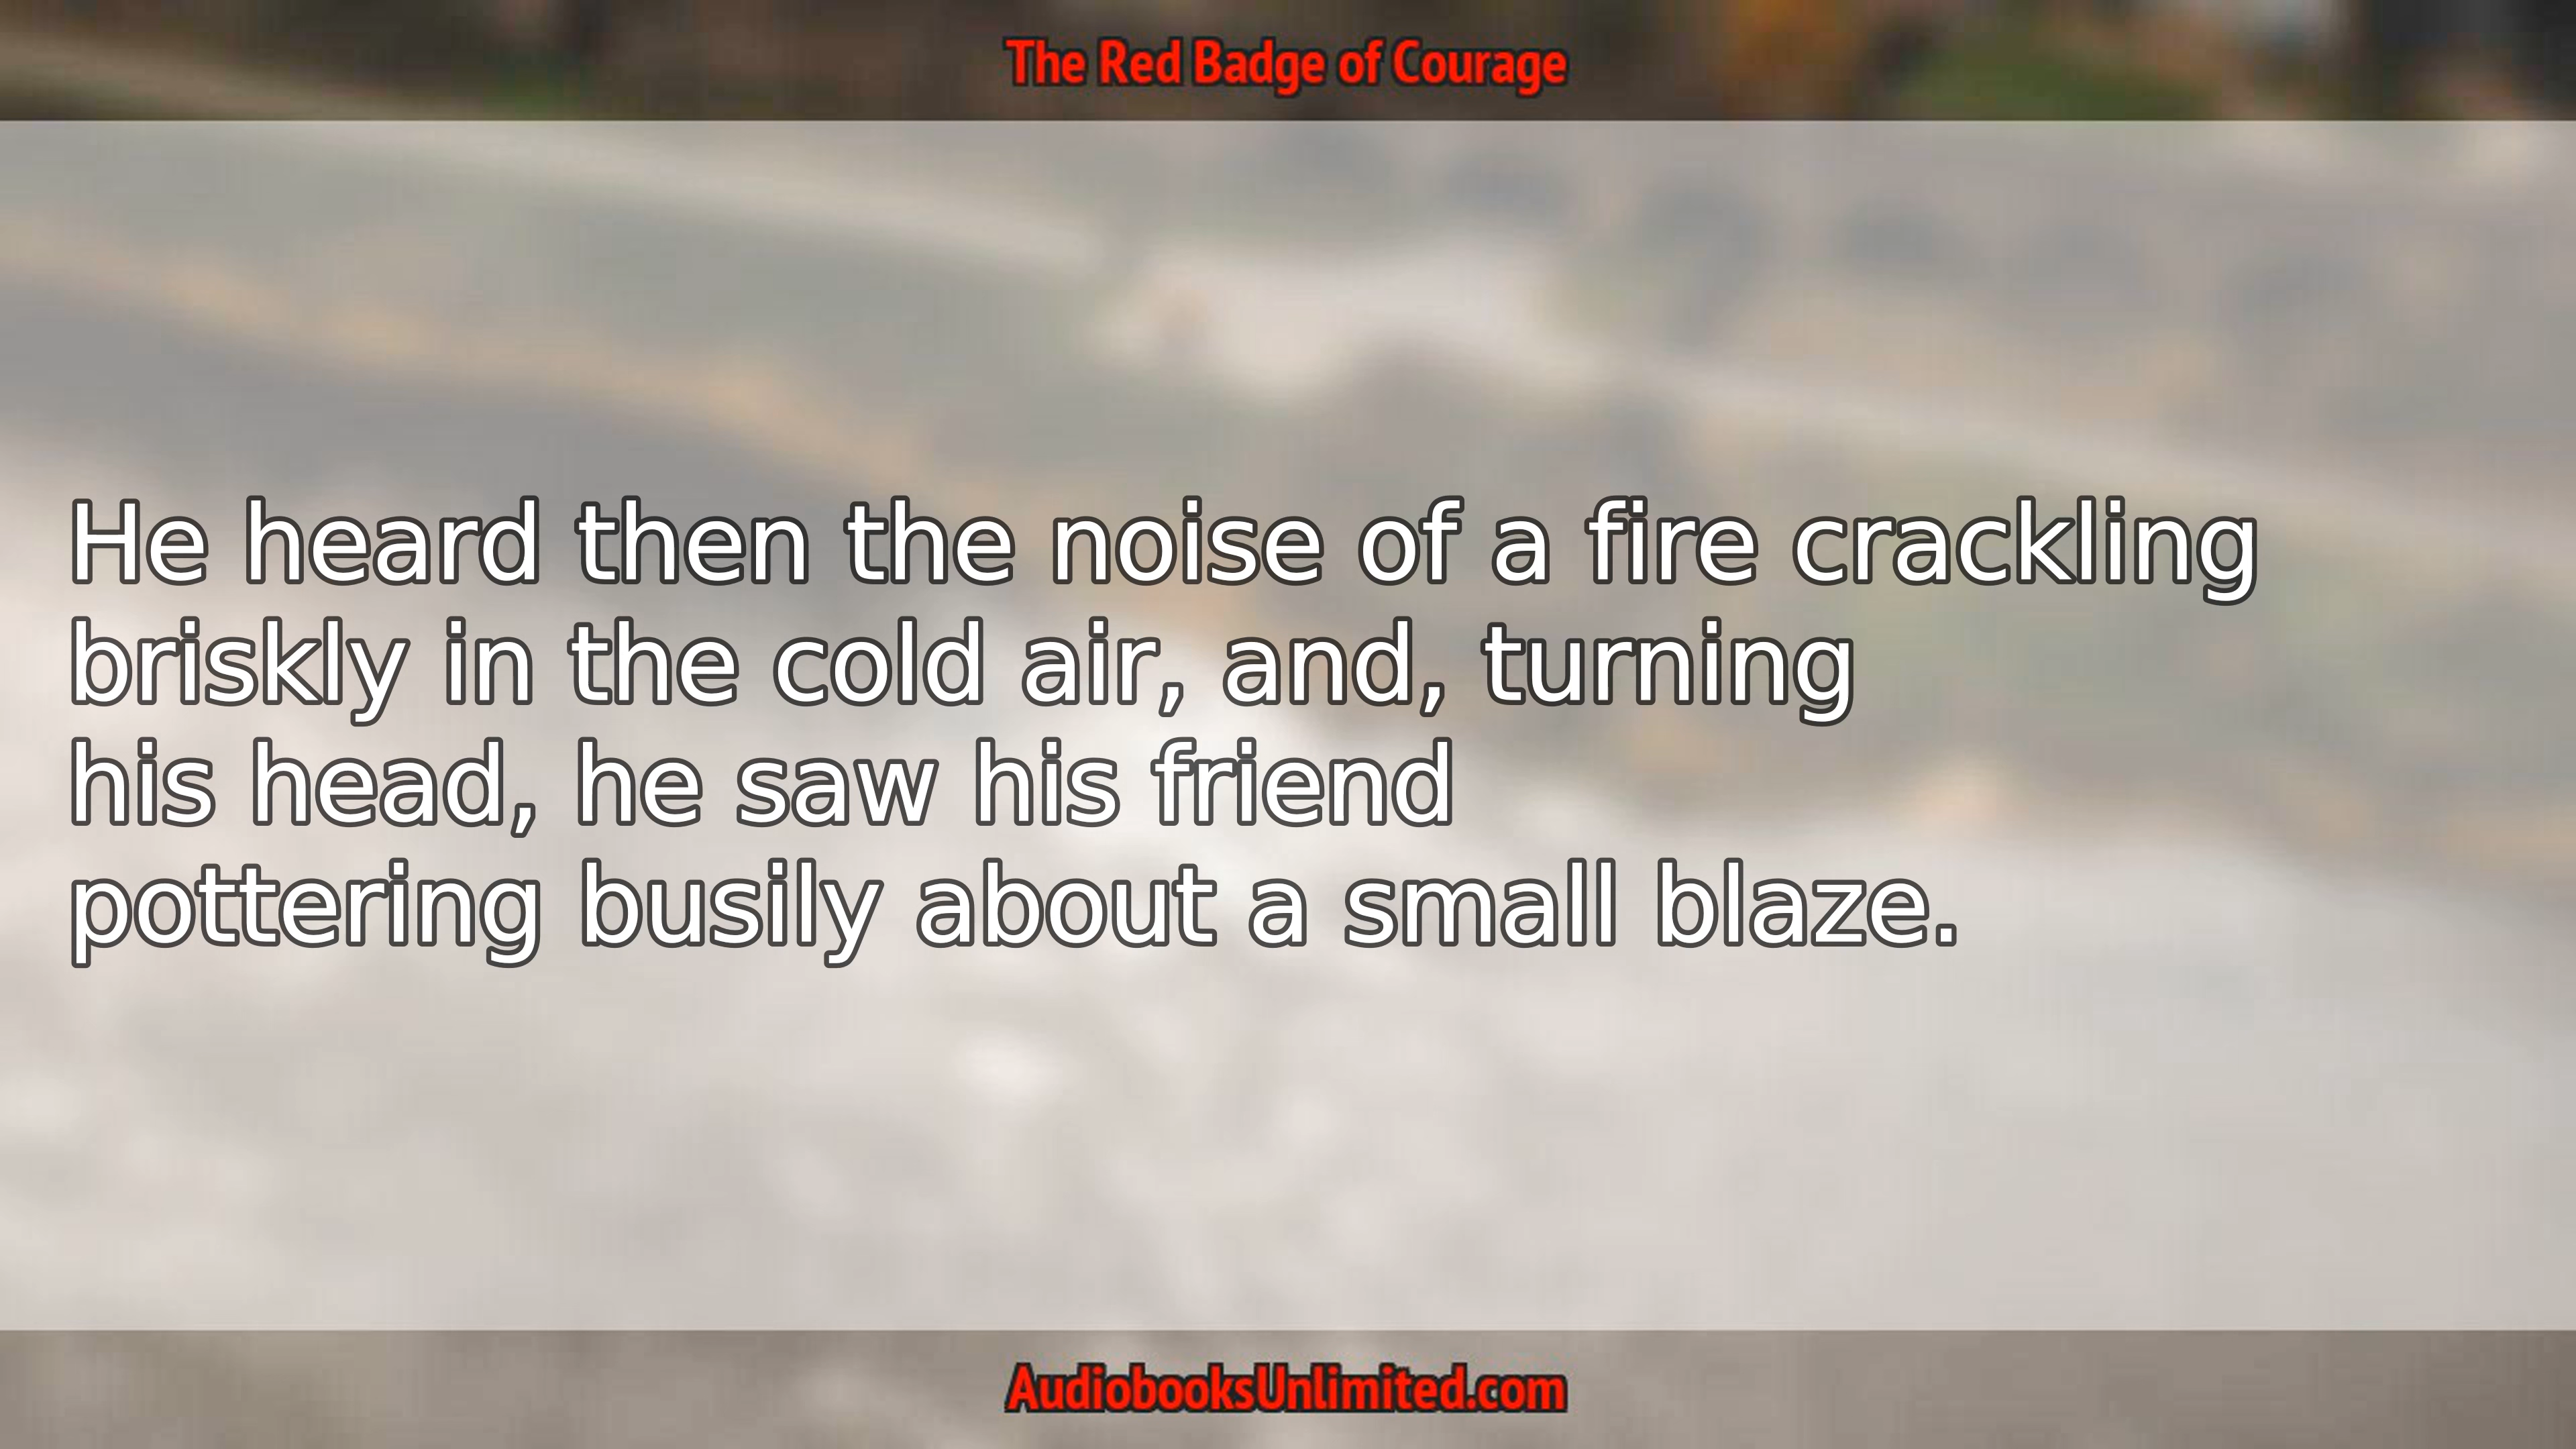 The Red Badge of Courage
He heard then the noise of a fire crackling
briskly in the cold air, and, turning
his head, he saw his friend
pottering busily about a small blaze.
AudiobooksUnlimited.com